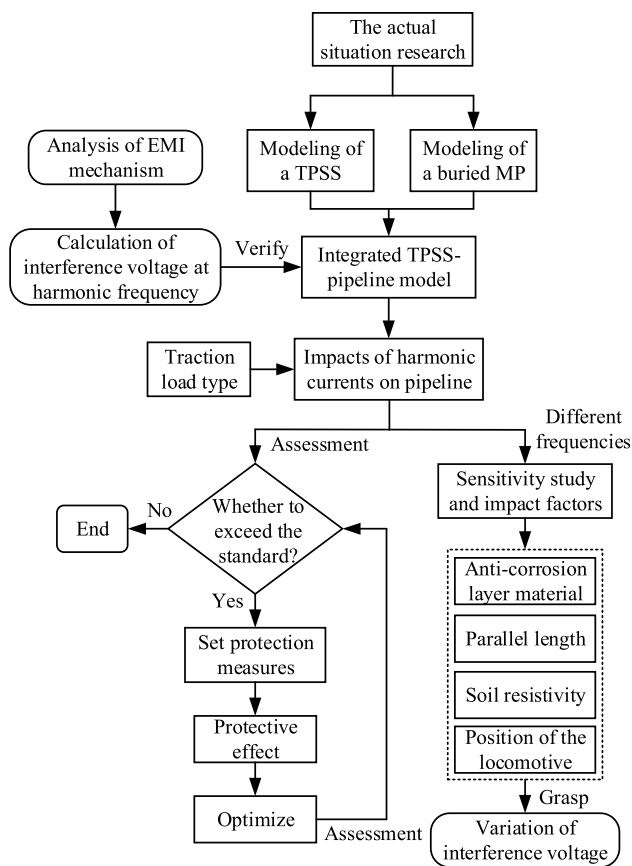 The actual
situation research
Analysis of EMI
mechanism
Modeling of
a TPSS
Modeling of
a buried MP
Calculation of
interference voltage at
harmonic frequency
Verify
Integrated TPSS-
pipeline model
Traction
load type
Impacts of harmonic
currents on pipeline
Assessment
Different
frequencies
Whether to
exceed the
standard?
No
End
Yes
Set protection
measures
Protective
effect
Optimize
Assessment
Sensitivity study
and impact factors
Anti-corrosion
layer material
Parallel length
Soil resistivity
Position of the
locomotive
Grasp
Variation of
interference voltage